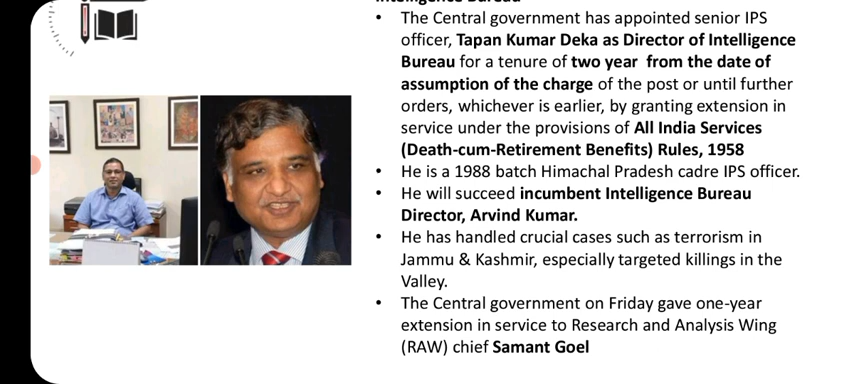 Intelligence Bureau
• The Central government has appointed senior IPS
officer, Tapan Kumar Deka as Director of Intelligence
Bureau for a tenure of two year from the date of
assumption of the charge of the post or until further
orders, whichever is earlier, by granting extension in
service under the provisions of All India Services
(Death-cum-Retirement Benefits) Rules, 1958
• He is a 1988 batch Himachal Pradesh cadre IPS officer.
• He will succeed incumbent Intelligence Bureau
Director, Arvind Kumar.
• He has handled crucial cases such as terrorism in
Jammu & Kashmir, especially targeted killings in the
Valley.
• The Central government on Friday gave one-year
extension in service to Research and Analysis Wing
(RAW) chief Samant Goel